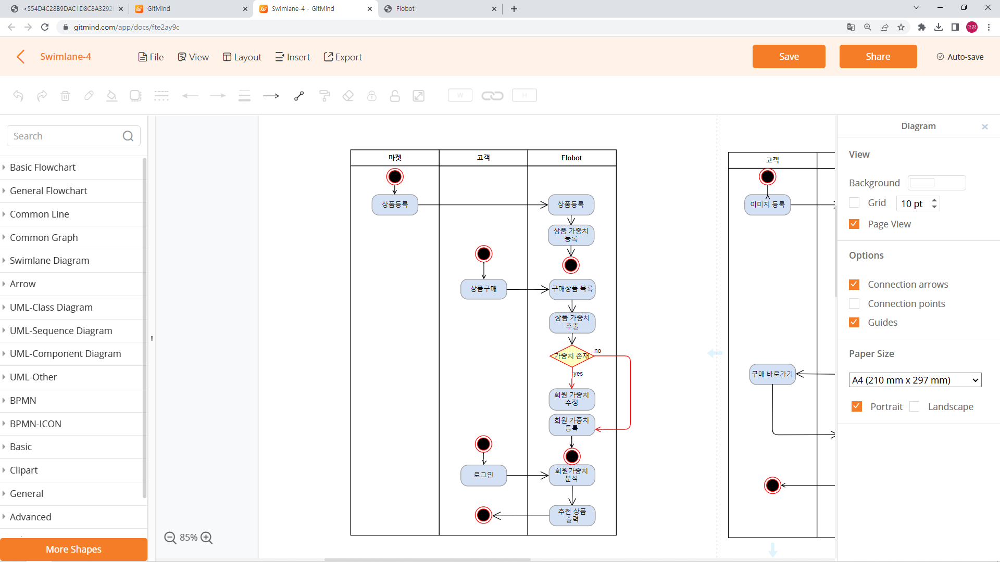 <554D4C28B9DAC1D8C8A3292
GitMind
Swimlane-4 - GitMind
Flobot
gitmind.com/app/docs/fte2ay9c
더강
Swimlane-4
File
View
Layout
Insert
Export
Save
Share
Auto-save
W
H
Search
Basic Flowchart
General Flowchart
Common Line
Common Graph
Swimlane Diagram
Arrow
UML-Class Diagram
UML-Sequence Diagram
UML-Component Diagram
UML-Other
BPMN
BPMN-ICON
Basic
Clipart
General
Advanced
More Shapes
85%
마켓
고객
Flobot
상품등록
상품등록
상품 가중치
등록
상품구매
구매상품 목록
상품 가중치
추출
가중치 존재
no
yes
회원 가중치
수정
회원 가중치
등록
로그인
회원가중치
분석
추천 상품
출력
고객
이미지 등록
구매 바로가기
Diagram
View
Background
Grid
10 pt
Page View
Options
Connection arrows
Connection points
Guides
Paper Size
A4 (210 mm x 297 mm)
Portrait
Landscape